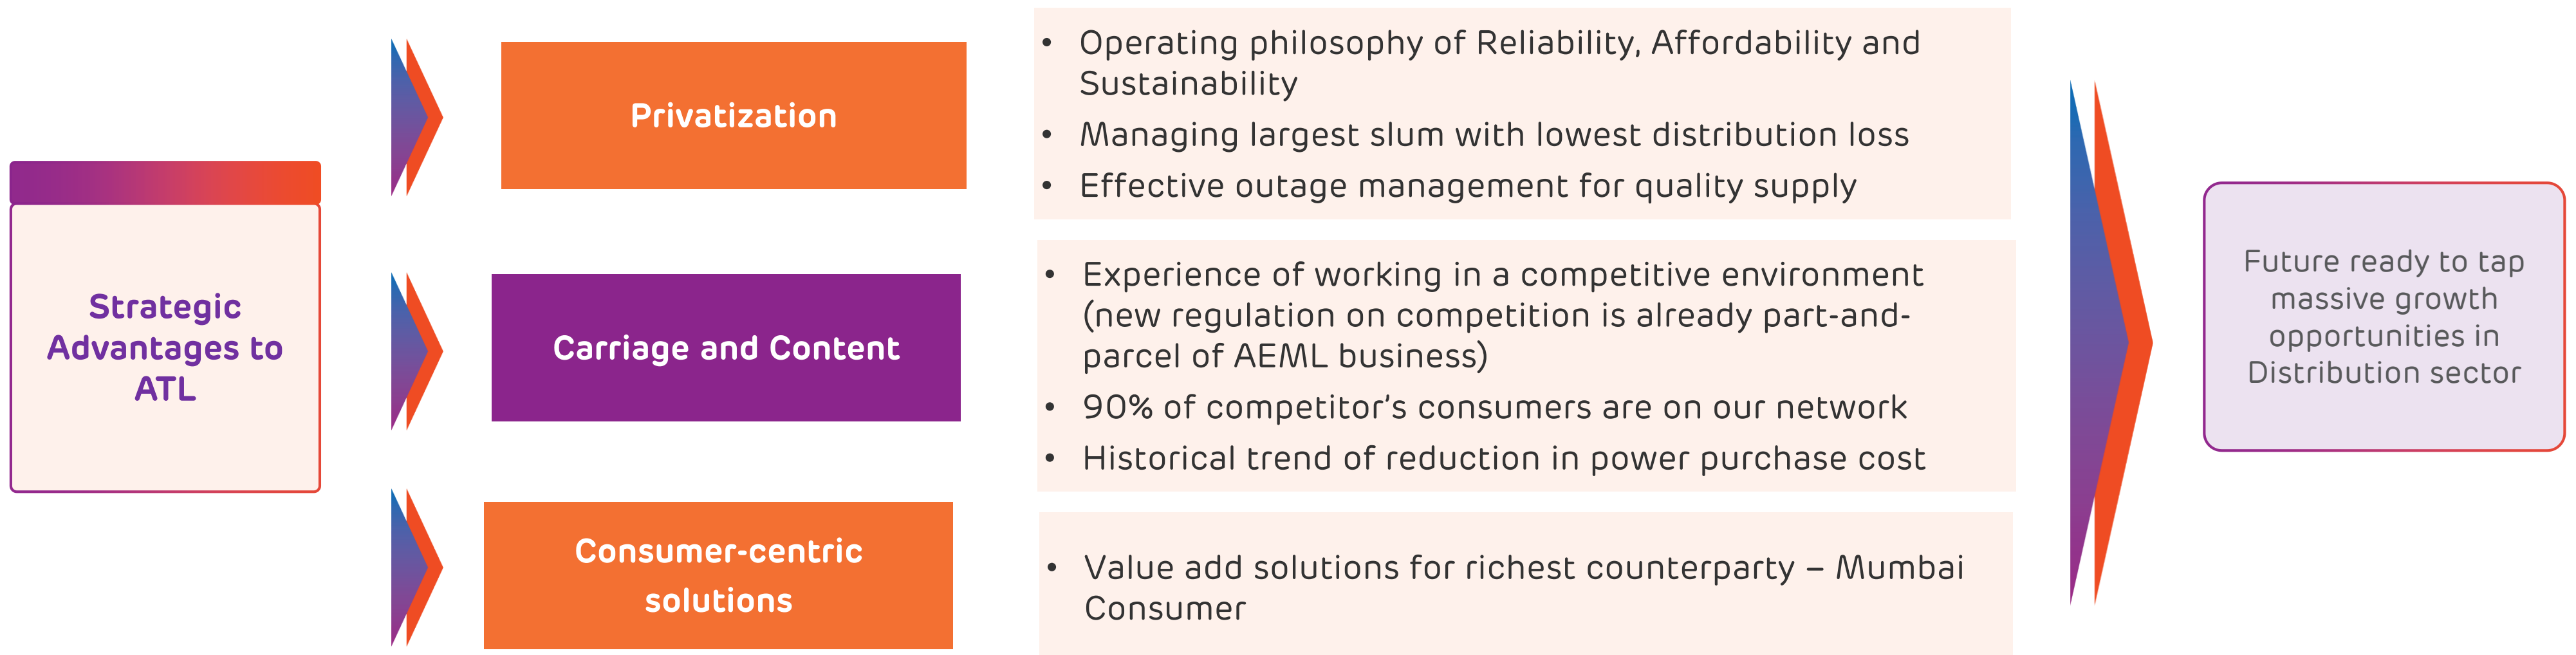 Strategic
Advantages to
ATL
Privatization
• Operating philosophy of Reliability, Affordability and
Sustainability
• Managing largest slum with lowest distribution loss
• Effective outage management for quality supply
Carriage and Content
• Experience of working in a competitive environment
(new regulation on competition is already part-and-
parcel of AEML business)
• 90% of competitor’s consumers are on our network
• Historical trend of reduction in power purchase cost
Consumer-centric
solutions
• Value add solutions for richest counterparty – Mumbai
Consumer
Future ready to tap
massive growth
opportunities in
Distribution sector